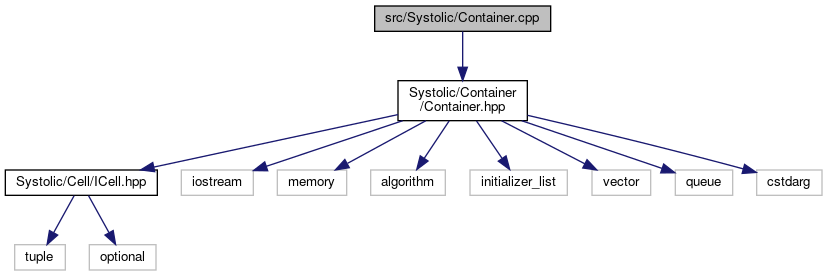 src/Systolic/Container.cpp
Systolic/Container
/Container.hpp
Systolic/Cell/ICell.hpp
iostream
memory
algorithm
initializer_list
vector
queue
cstdarg
tuple
optional